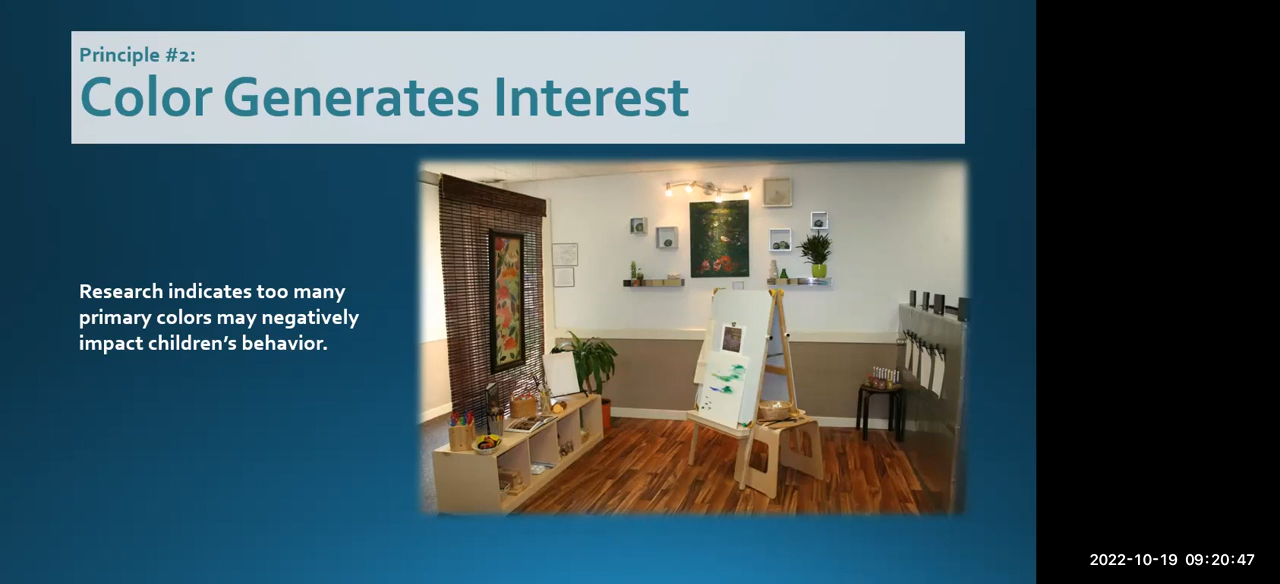 Principle #2:
Color Generates Interest
Research indicates too many
primary colors may negatively
impact children’s behavior.
2022-10-19 09:20:47